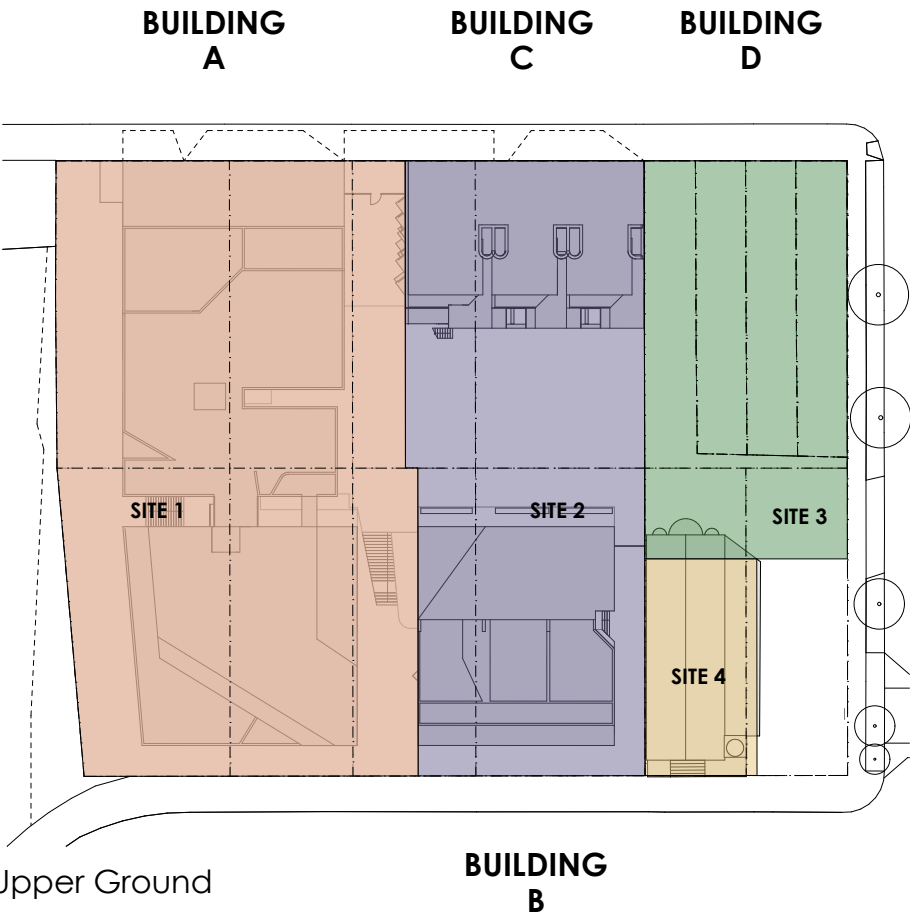 BUILDING
A
BUILDING
C
BUILDING
D
SITE 1
SITE 2
SITE 3
SITE 4
Upper Ground
BUILDING
B